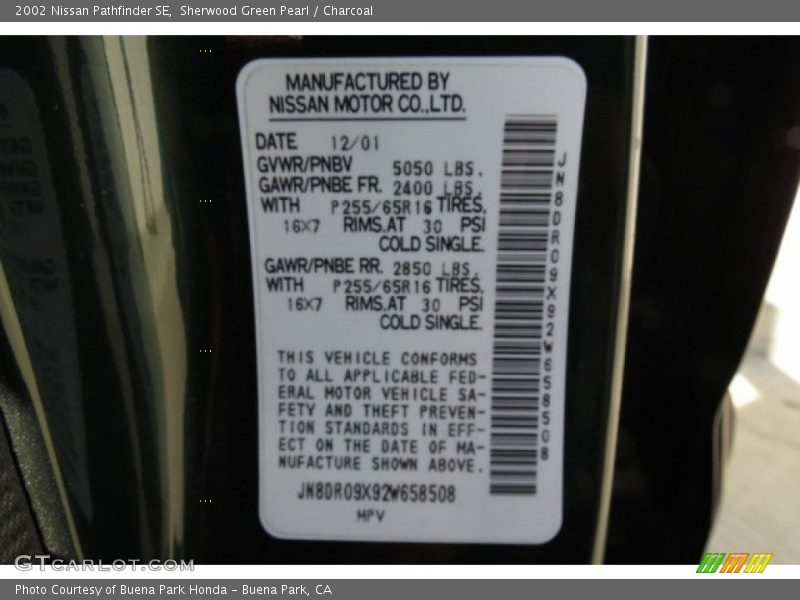 2002 Nissan Pathfinder SE,  Sherwood Green Pearl / Charcoal
MANUFACTURED BY
NISSAN MOTOR CO.,LTD.
DATE 12/01
GVWR/PNBV 5050 LBS.
GAWR/PNBE FR. 2400 LBS.
WITH P255/65R16 TIRES,
16X7 RIMS.AT 30 PSI
COLD SINGLE.
GAWR/PNBE RR. 2850 LBS.
WITH P255/65R16 TIRES,
16X7 RIMS.AT 30 PSI
COLD SINGLE.
THIS VEHICLE CONFORMS
TO ALL APPLICABLE FED-
ERAL MOTOR VEHICLE SA-
FETY AND THEFT PREVEN-
TION STANDARDS IN EFF-
ECT ON THE DATE OF MA-
NUFACTURE SHOWN ABOVE.
JN8DR09X92W658508
MPV
JN8DR09X92W658508
GTCARLOT.COM
Photo Courtesy of Buena Park Honda - Buena Park, CA